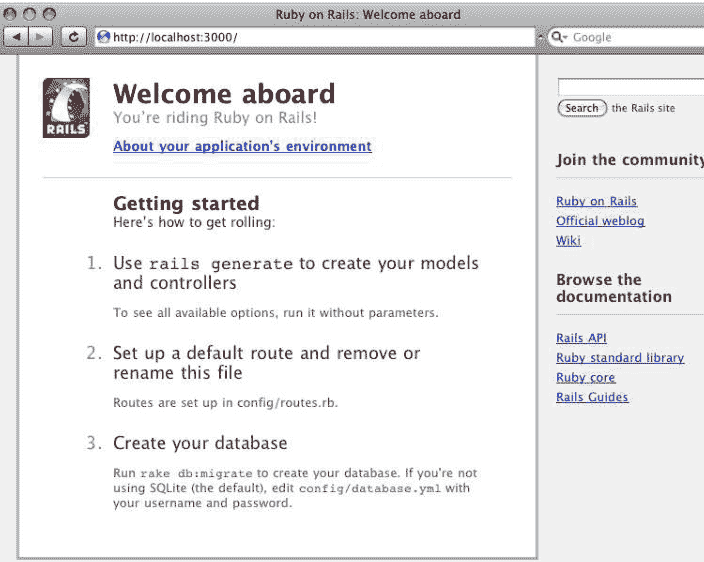 Ruby on Rails: Welcome aboard
http://localhost:3000/
Google
RAILS
Welcome aboard
You're riding Ruby on Rails!
About your application's environment
Getting started
Here's how to get rolling:
1. Use rails generate to create your models
and controllers
To see all available options, run it without parameters.
2. Set up a default route and remove or
rename this file
Routes are set up in config/routes.rb.
3. Create your database
Run rake db:migrate to create your database. If you're not
using SQLite (the default), edit config/database.yml with
your username and password.
Search the Rails site
Join the community
Ruby on Rails
Official weblog
Wiki
Browse the
documentation
Rails API
Ruby standard library
Ruby core
Rails Guides